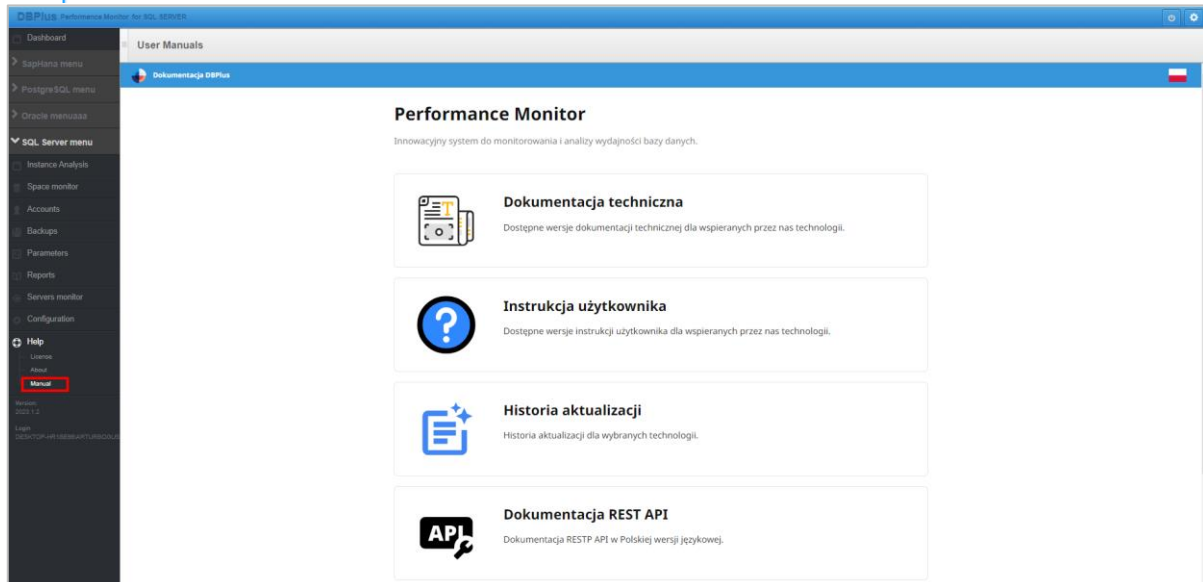 DBPlus Performance Monitor for SQL SERVER
Dashboard
User Manuals
SapHana menu
Dokumentacja DBPlus
PostgreSQL menu
Oracle menuaaa
SQL Server menu
Instance Analysis
Space monitor
Accounts
Backups
Parameters
Reports
Servers monitor
Configuration
Help
License
About
Manual
Version:
2023.1.2
Login:
Performance Monitor
Innowacyjny system do monitorowania i analizy wydajności bazy danych.
Dokumentacja techniczna
Dostępne wersje dokumentacji technicznej dla wspieranych przez nas technologii.
Instrukcja użytkownika
Dostępne wersje instrukcji użytkownika dla wspieranych przez nas technologii.
Historia aktualizacji
Historia aktualizacji dla wybranych technologii.
API
Dokumentacja REST API
Dokumentacja RESTP API w Polskiej wersji językowej.